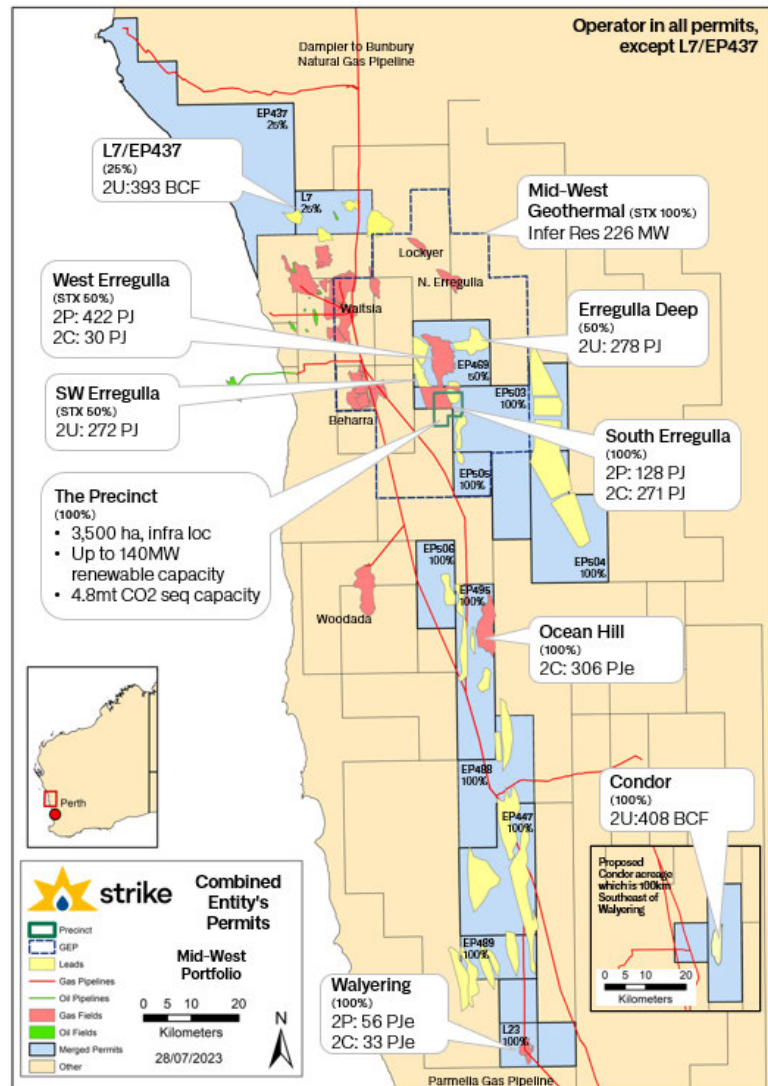 Operator in all permits,
except L7/EP437
Dampier to Bunbury
Natural Gas Pipeline
EP437
25%
L7/EP437
(25%)
2U:393 BCF
L7
25%
Mid-West
Geothermal (STX 100%)
Infer Res 226 MW
Lockyer
N. Erregulla
West Erregulla
(STX 50%)
2P: 422 PJ
2C: 30 PJ
Waitsia
Erregulla Deep
(50%)
2U: 278 PJ
EP469
50%
SW Erregulla
(STX 50%)
2U: 272 PJ
EP503
100%
Beharra
South Erregulla
(100%)
2P: 128 PJ
2C: 271 PJ
EP505
100%
The Precinct
(100%)
• 3,500 ha, infra loc
• Up to 140MW
renewable capacity
• 4.8mt CO2 seq capacity
EP506
100%
EP504
100%
EP495
100%
Woodada
Ocean Hill
(100%)
2C: 306 PJe
Perth
EP488
100%
Condor
(100%)
2U:408 BCF
EP447
100%
Proposed
Condor acreage
which is 100km
Southeast of
Walyering
0 5 10 20
Kilometers
strike
Combined
Entity's
Permits
Mid-West
Portfolio
Precinct
GEP
Leads
Gas Pipelines
Oil Pipelines
Gas Fields
Oil Fields
Merged Permits
Other
0 5 10 20
Kilometers
N
28/07/2023
EP489
100%
Walyering
(100%)
2P: 56 PJe
2C: 33 PJe
L23
100%
Parmelia Gas Pipeline